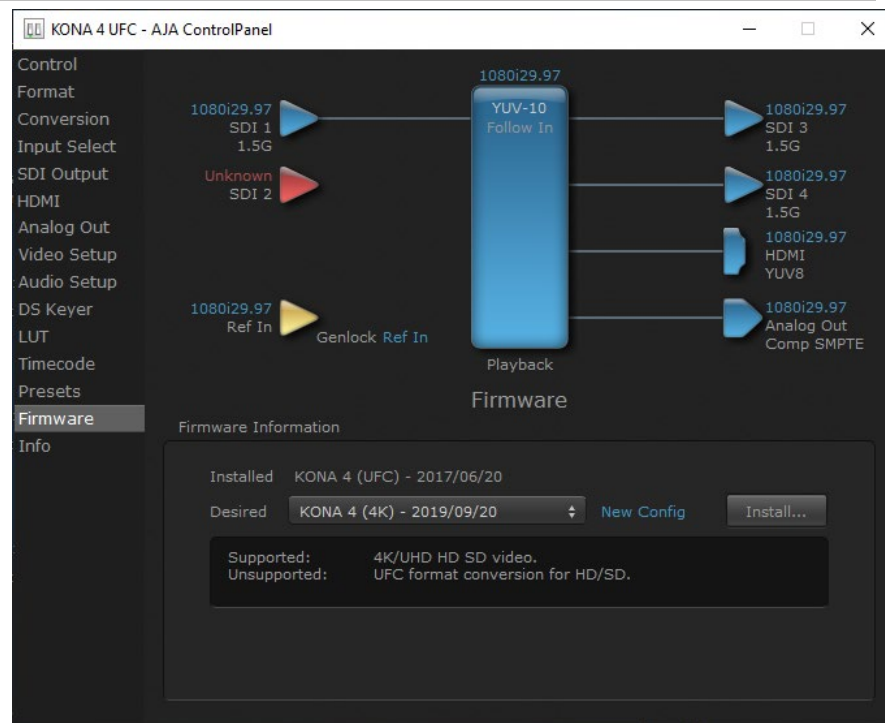 KONA 4 UFC - AJA ControlPanel
Control
Format
Conversion
Input Select
SDI Output
HDMI
Analog Out
Video Setup
Audio Setup
DS Keyer
LUT
Timecode
Presets
Firmware
Info
1080i29.97
YUV-10
Follow In
Playback
1080i29.97
SDI 1
1.5G
Unknown
SDI 2
1080i29.97
Ref In
Genlock Ref In
1080i29.97
SDI 3
1.5G
1080i29.97
SDI 4
1.5G
1080i29.97
HDMI
YUV8
1080i29.97
Analog Out
Comp SMPTE
Firmware
Firmware Information
Installed KONA 4 (UFC) - 2017/06/20
Desired KONA 4 (4K) - 2019/09/20 New Config Install...
Supported: 4K/UHD HD SD video.
Unsupported: UFC format conversion for HD/SD.